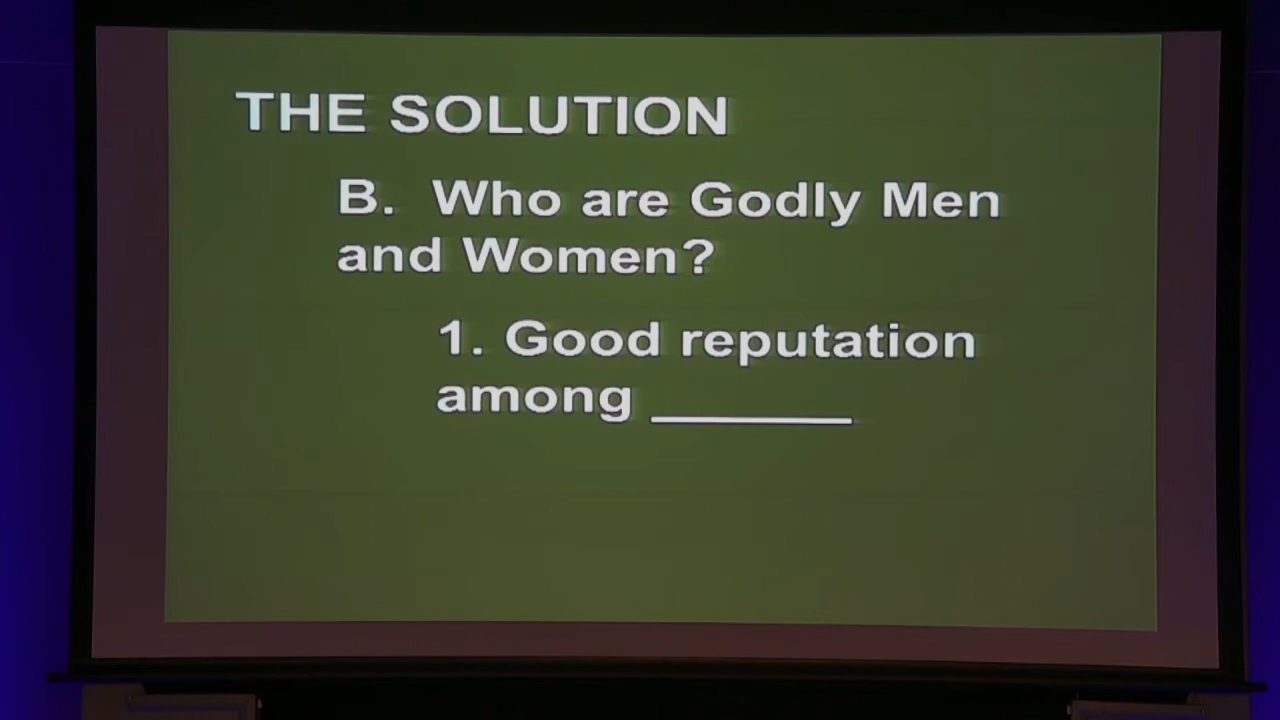 THE SOLUTION
B. Who are Godly Men
and Women?
1. Good reputation
among _______